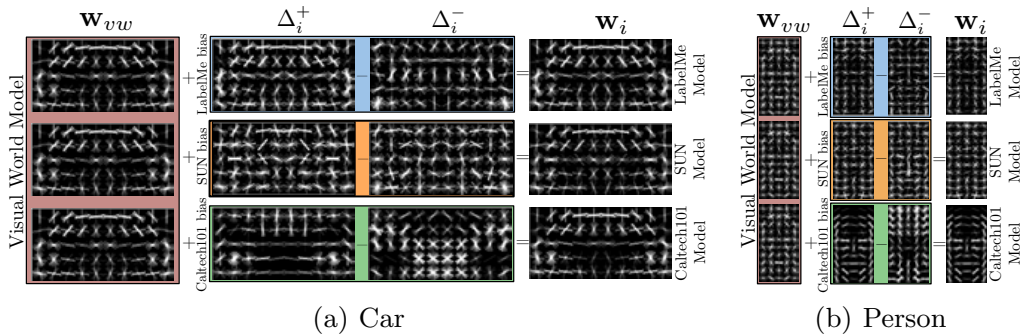 w_vw Δ_i^+ Δ_i^- w_i
Visual World Model
+ LabelMe bias − = LabelMe Model
+ SUN bias − = SUN Model
+ Caltech101 bias − = Caltech101 Model
(a) Car
w_vw Δ_i^+ Δ_i^- w_i
Visual World Model
+ LabelMe bias − = LabelMe Model
+ SUN bias − = SUN Model
+ Caltech101 bias − = Caltech101 Model
(b) Person